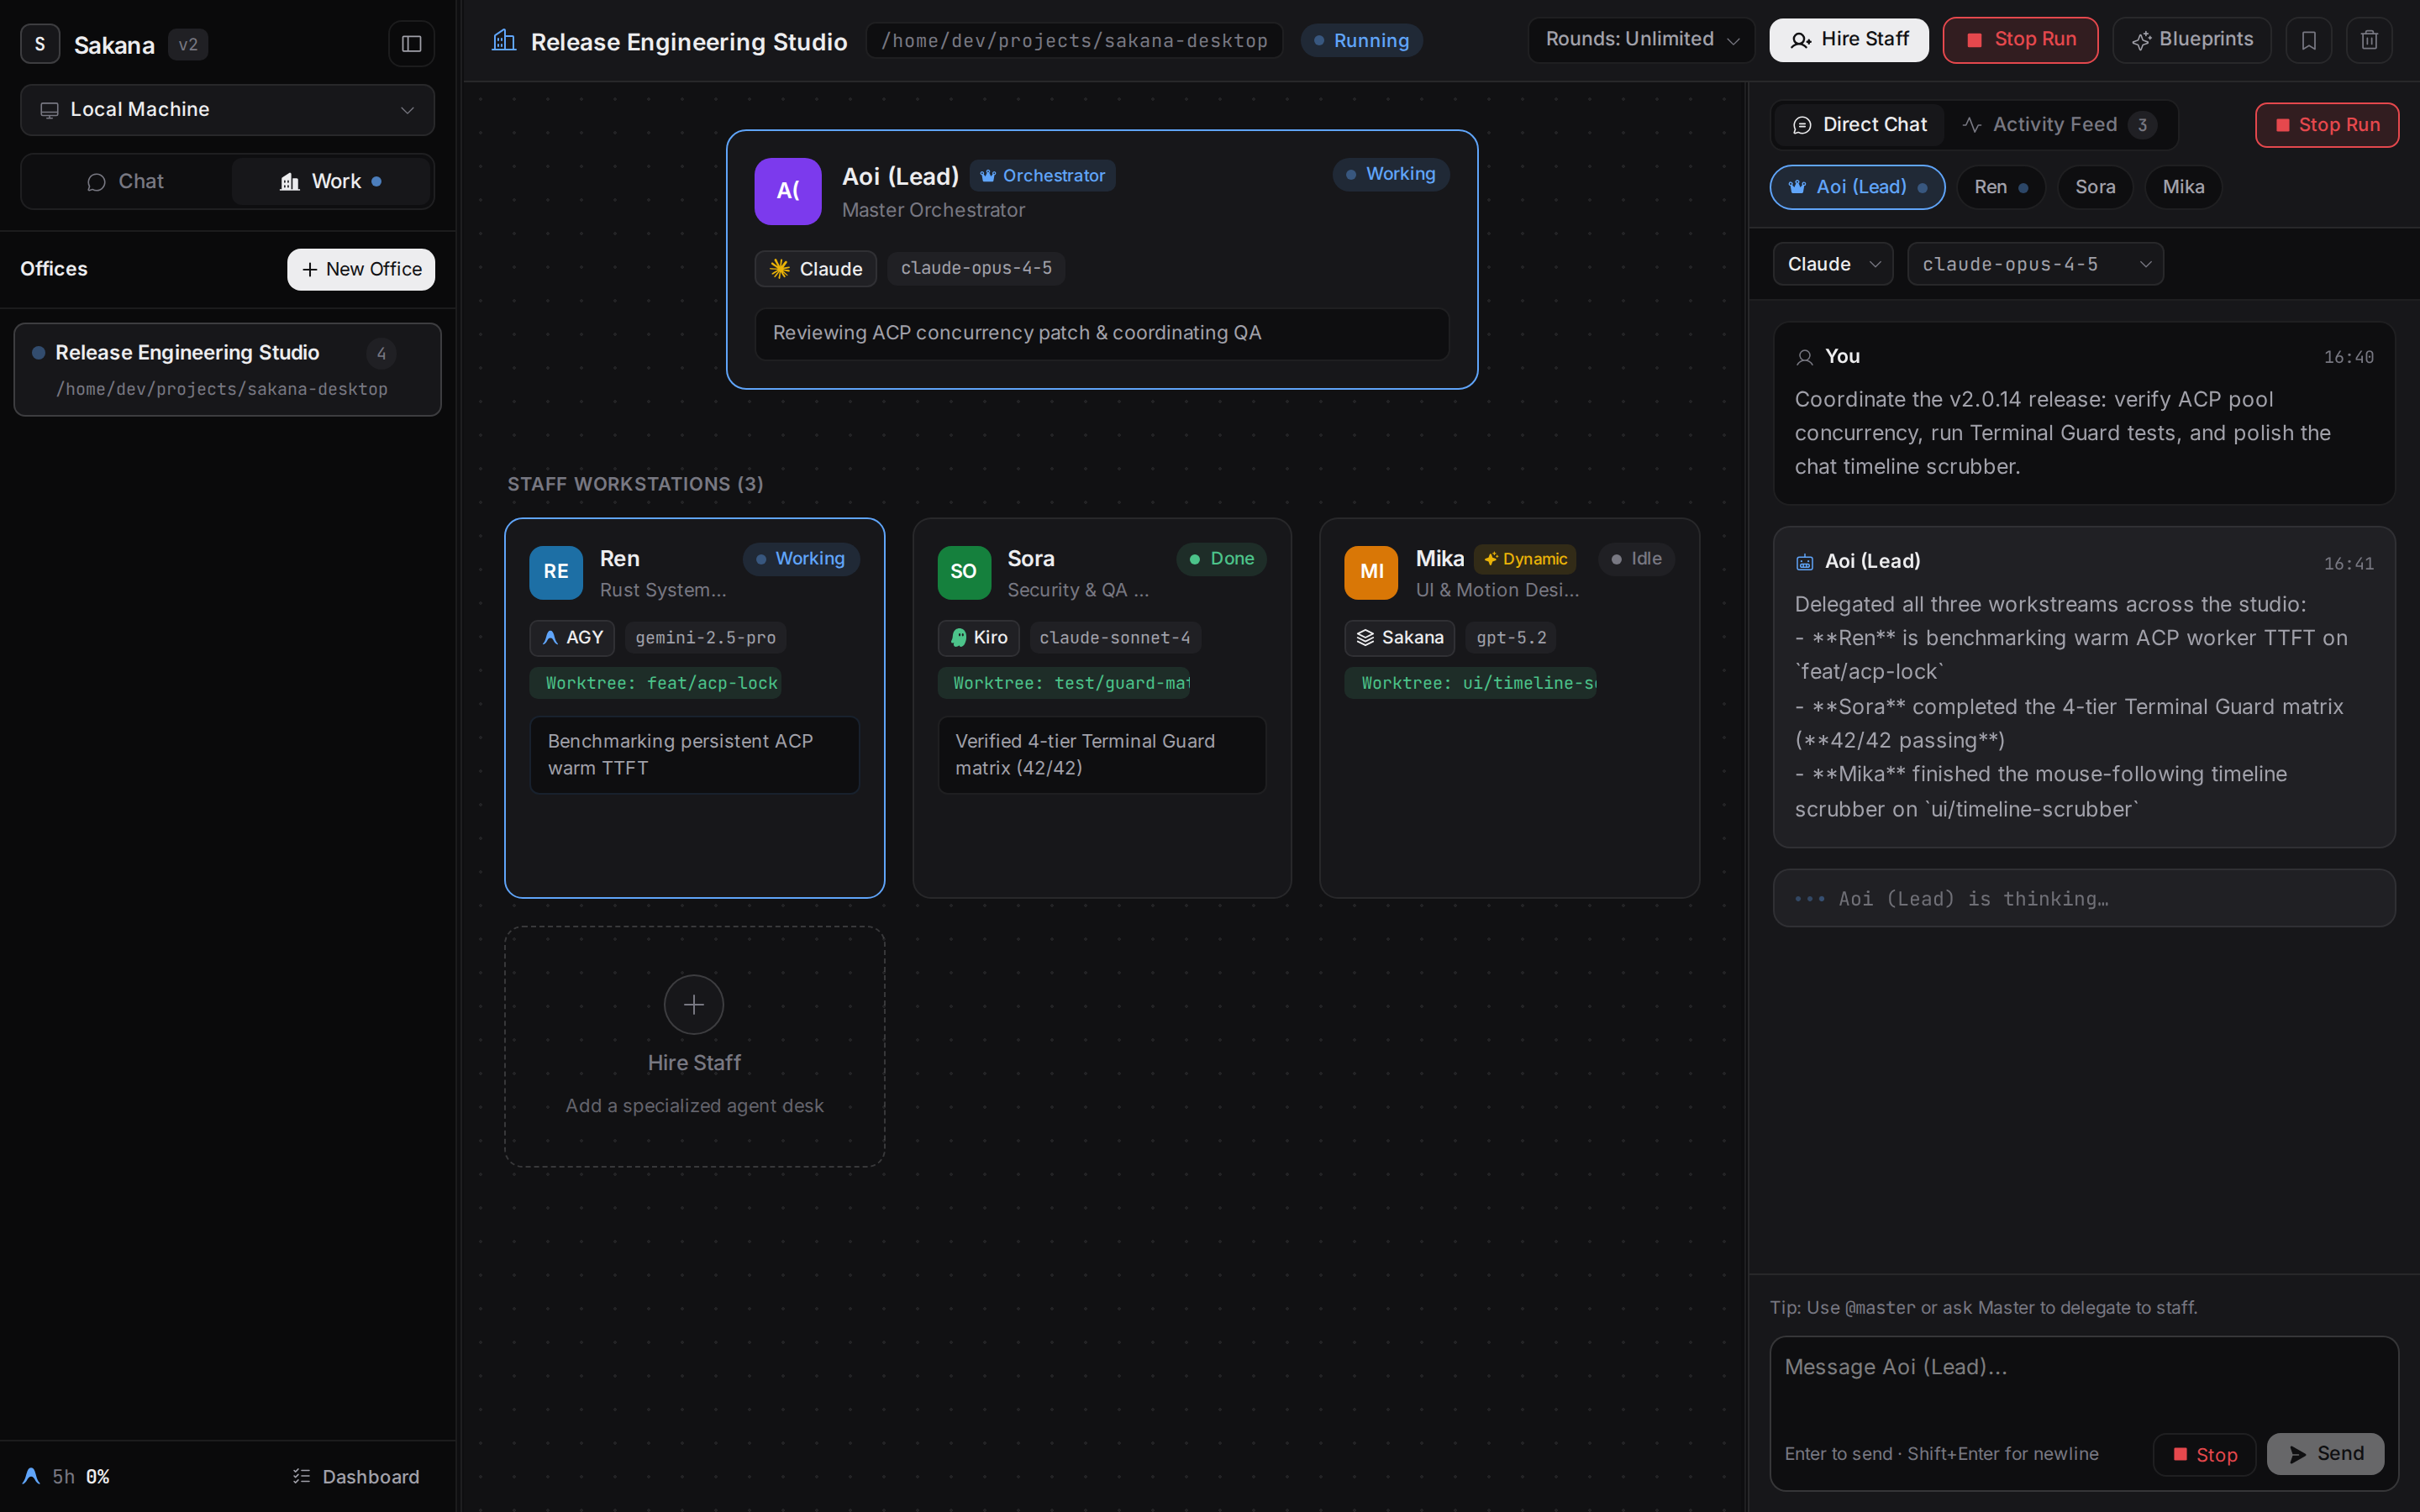 S Sakana v2
Local Machine
Chat Work
Offices
+ New Office
Release Engineering Studio 4
/home/dev/projects/sakana-desktop
5h 0%
Dashboard
Release Engineering Studio /home/dev/projects/sakana-desktop Running
Rounds: Unlimited Hire Staff Stop Run Blueprints
A( Aoi (Lead) Orchestrator Working
Master Orchestrator
Claude claude-opus-4-5
Reviewing ACP concurrency patch & coordinating QA
STAFF WORKSTATIONS (3)
RE Ren Working
Rust System...
AGY gemini-2.5-pro
Worktree: feat/acp-lock
Benchmarking persistent ACP
warm TTFT
SO Sora Done
Security & QA ...
Kiro claude-sonnet-4
Worktree: test/guard-mat
Verified 4-tier Terminal Guard
matrix (42/42)
MI Mika Dynamic Idle
UI & Motion Desi...
Sakana gpt-5.2
Worktree: ui/timeline-s
Hire Staff
Add a specialized agent desk
Direct Chat Activity Feed 3 Stop Run
Aoi (Lead) Ren Sora Mika
Claude claude-opus-4-5
You 16:40
Coordinate the v2.0.14 release: verify ACP pool
concurrency, run Terminal Guard tests, and polish the
chat timeline scrubber.
Aoi (Lead) 16:41
Delegated all three workstreams across the studio:
- **Ren** is benchmarking warm ACP worker TTFT on
`feat/acp-lock`
- **Sora** completed the 4-tier Terminal Guard matrix
(**42/42 passing**)
- **Mika** finished the mouse-following timeline
scrubber on `ui/timeline-scrubber`
Aoi (Lead) is thinking…
Tip: Use @master or ask Master to delegate to staff.
Message Aoi (Lead)...
Enter to send · Shift+Enter for newline
Stop
Send